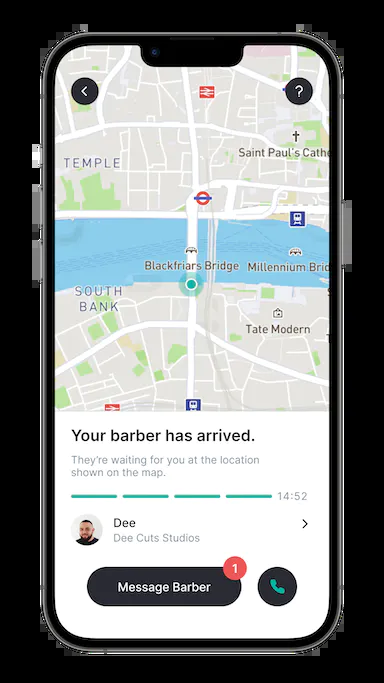 ?
Saint Paul's Cathe
TEMPLE
Blackfriars Bridge
Millennium Brid
SOUTH
BANK
Tate Modern
Your barber has arrived.
They're waiting for you at the location
shown on the map.
14:52
Dee
Dee Cuts Studios
1
Message Barber